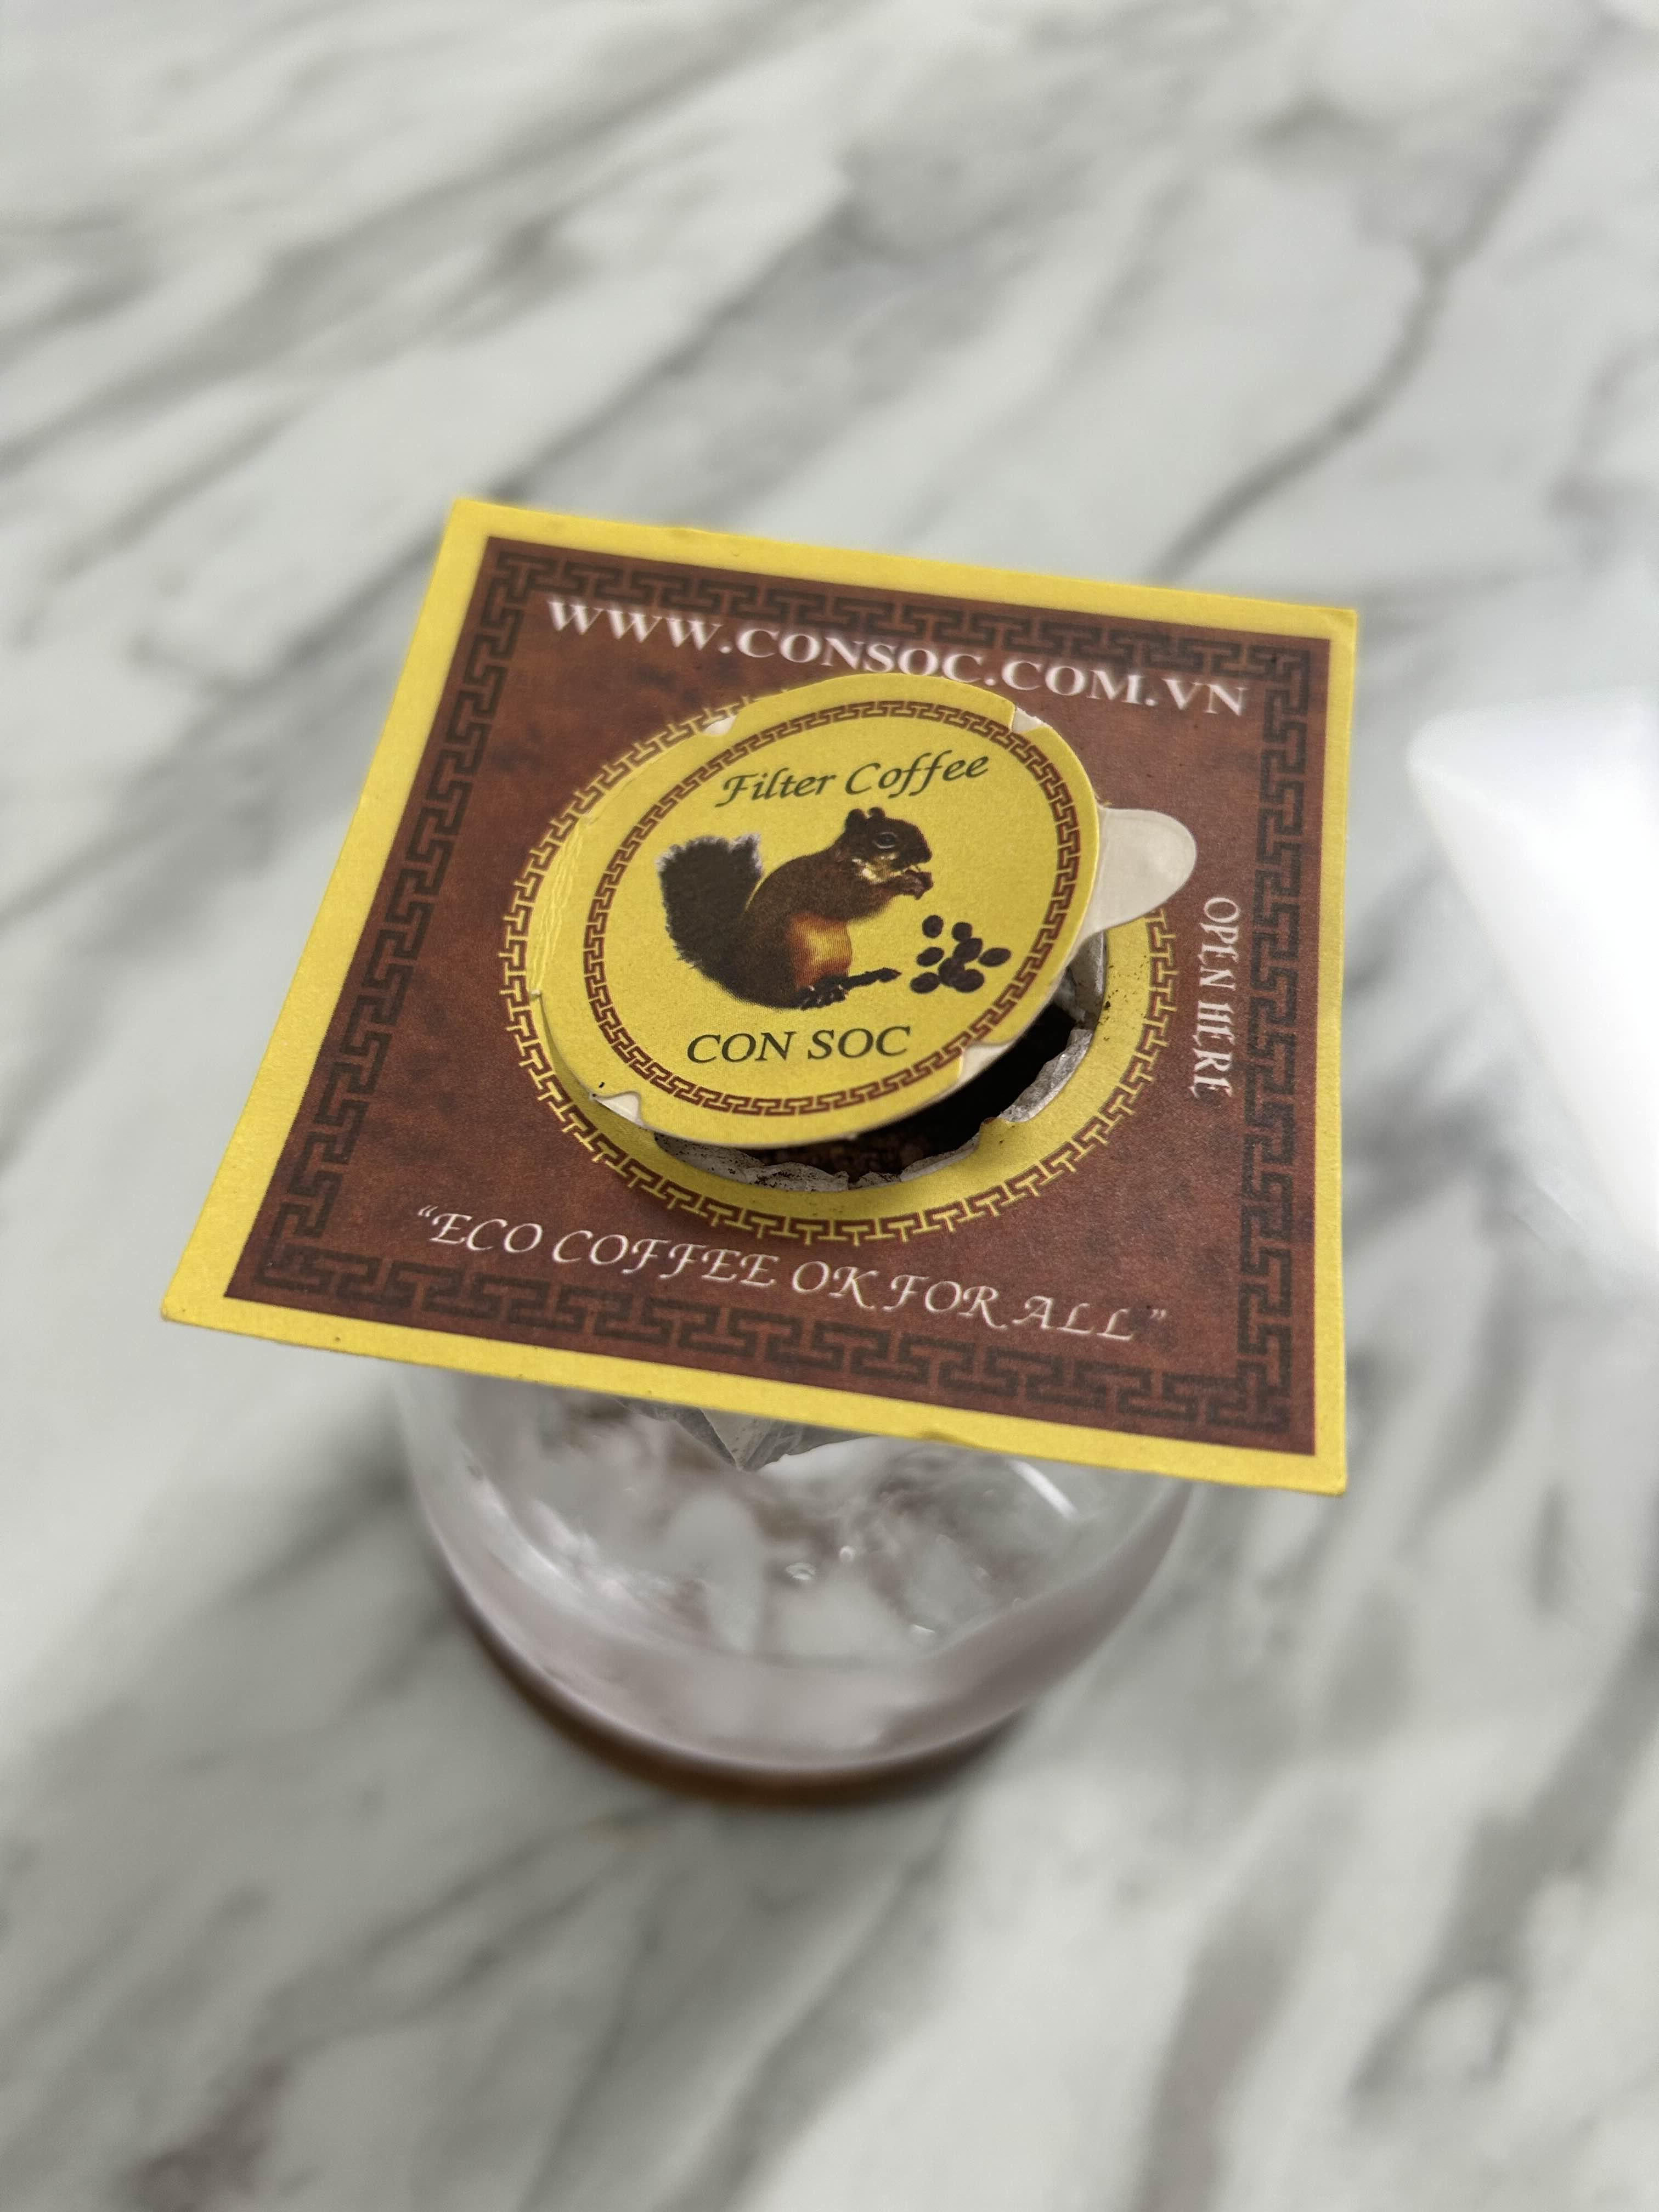 WWW.CONSOC.COM.VN
Filter Coffee
CON SOC
OPEN HERE
"ECO COFFEE OK FOR ALL"